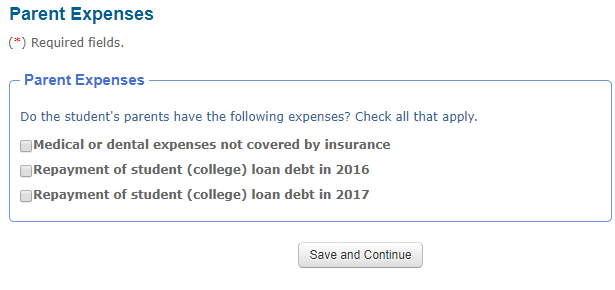 Parent Expenses
(*) Required fields.
Parent Expenses
Do the student's parents have the following expenses? Check all that apply.
Medical or dental expenses not covered by insurance
Repayment of student (college) loan debt in 2016
Repayment of student (college) loan debt in 2017
Save and Continue